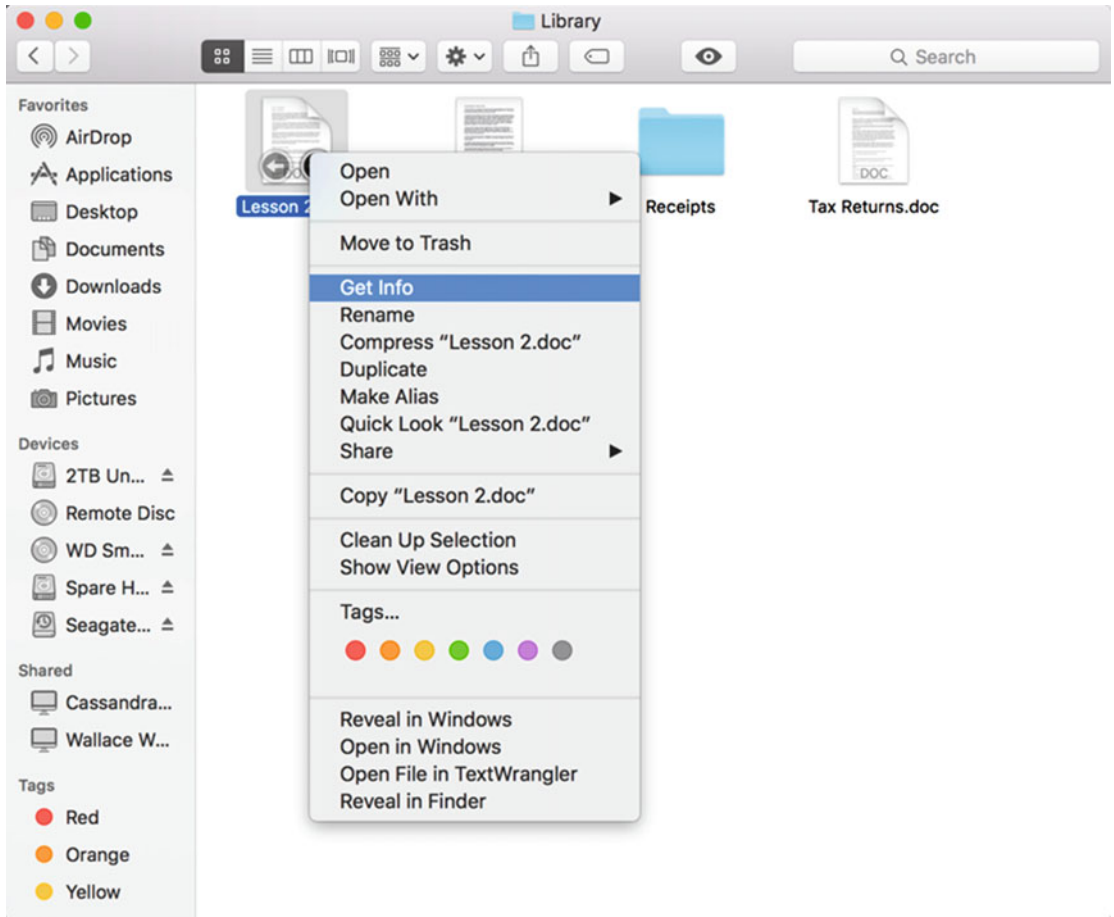 Library
Search
Favorites
AirDrop
Applications
Desktop
Documents
Downloads
Movies
Music
Pictures
Devices
2TB Un...
Remote Disc
WD Sm...
Spare H...
Seagate...
Shared
Cassandra...
Wallace W...
Tags
Red
Orange
Yellow
Lesson 2
Receipts
DOC
Tax Returns.doc
Open
Open With
Move to Trash
Get Info
Rename
Compress “Lesson 2.doc”
Duplicate
Make Alias
Quick Look “Lesson 2.doc”
Share
Copy “Lesson 2.doc”
Clean Up Selection
Show View Options
Tags...
Reveal in Windows
Open in Windows
Open File in TextWrangler
Reveal in Finder